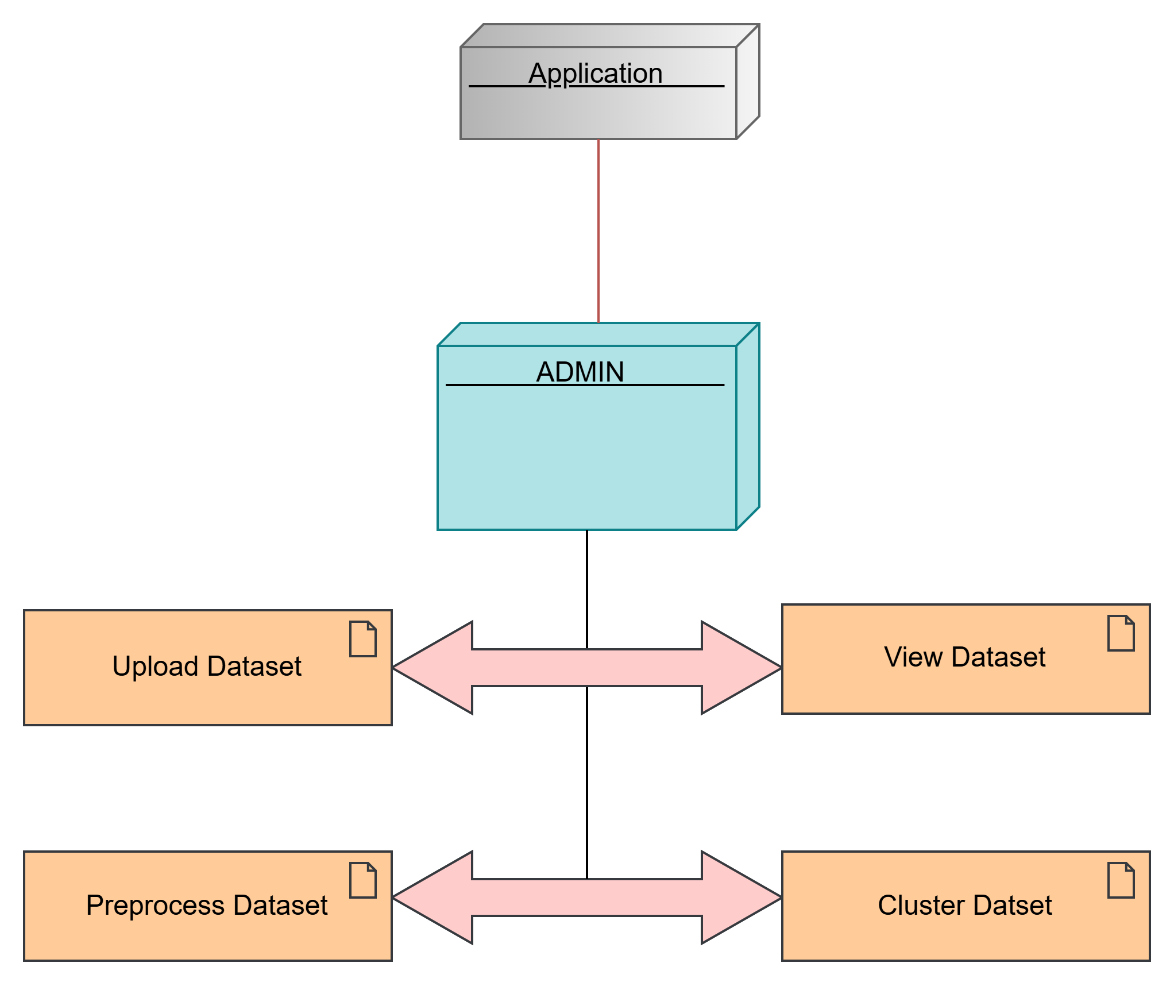 Application
ADMIN
Upload Dataset
View Dataset
Preprocess Dataset
Cluster Datset